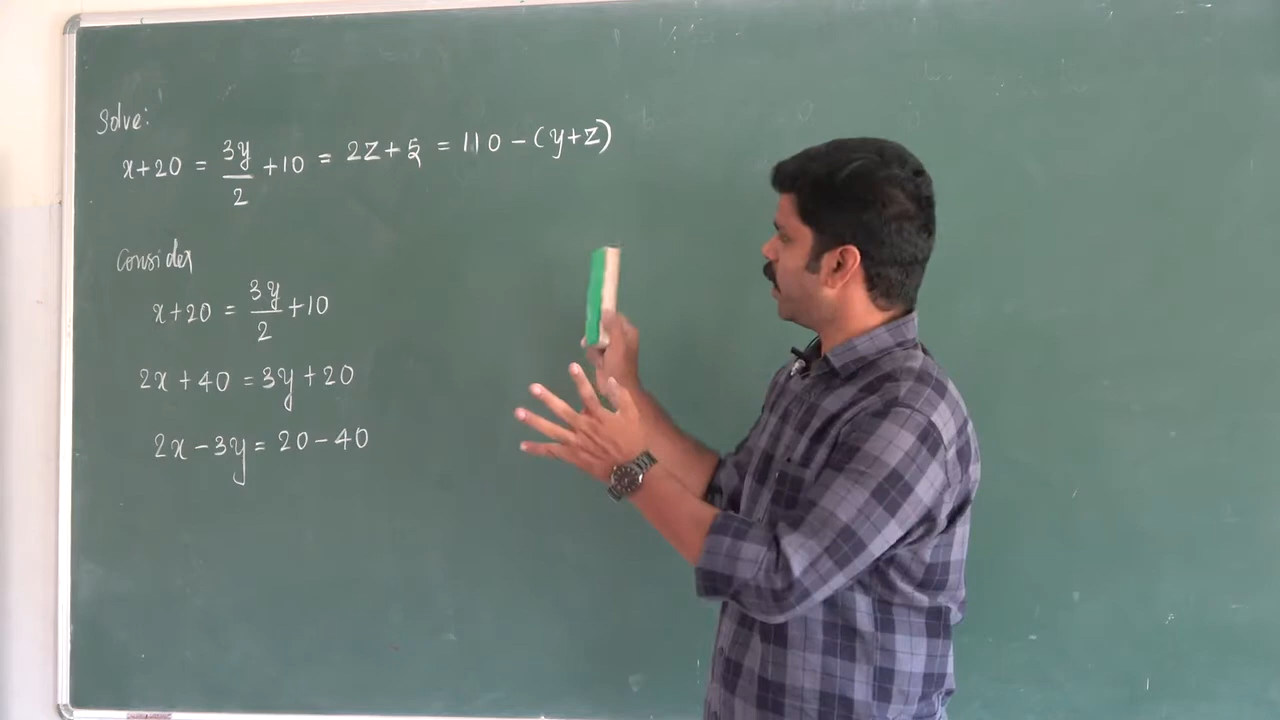 Solve:
x+20 = 3y/2 +10 = 2z+5 = 110-(y+z)
Consider
x+20 = 3y/2 +10
2x+40 = 3y+20
2x-3y = 20-40